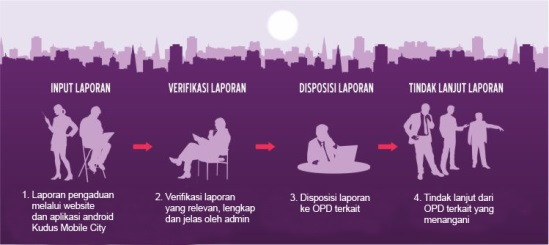 INPUT LAPORAN
1. Laporan pengaduan
melalui website
dan aplikasi android
Kudus Mobile City
VERIFIKASI LAPORAN
2. Verifikasi laporan
yang relevan, lengkap
dan jelas oleh admin
DISPOSISI LAPORAN
3. Disposisi laporan
ke OPD terkait
TINDAK LANJUT LAPORAN
4. Tindak lanjut dari
OPD terkait yang
menangani